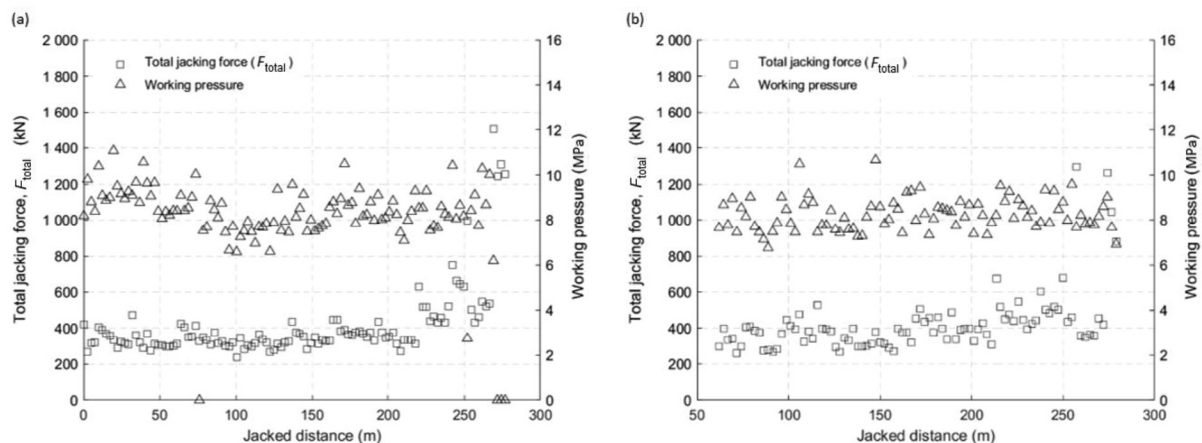 (a)
2 000
1 800
1 600
1 400
1 200
1 000
800
600
400
200
0
Total jacking force, F_total (kN)
Total jacking force (F_total)
Working pressure
16
14
12
10
8
6
4
2
0
Working pressure (MPa)
0 50 100 150 200 250 300
Jacked distance (m)
(b)
2 000
1 800
1 600
1 400
1 200
1 000
800
600
400
200
0
Total jacking force, F_total (kN)
Total jacking force (F_total)
Working pressure
16
14
12
10
8
6
4
2
0
Working pressure (MPa)
50 100 150 200 250 300
Jacked distance (m)